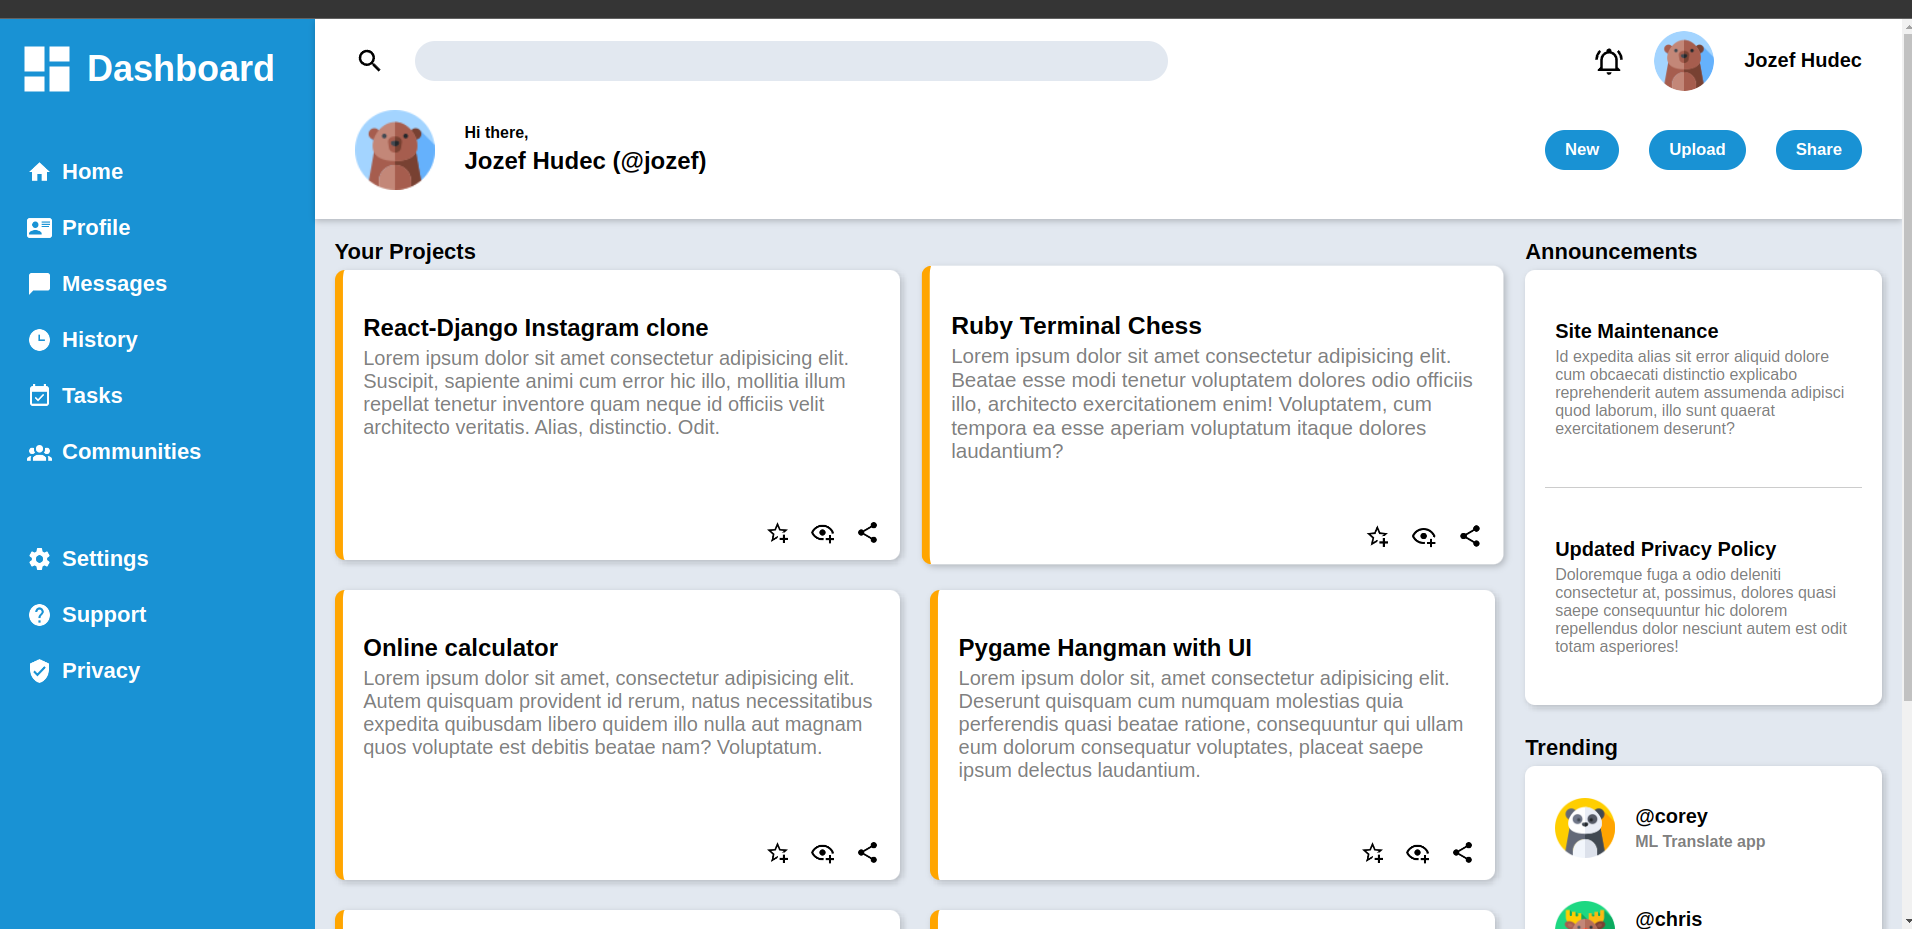 Dashboard
Home
Profile
Messages
History
Tasks
Communities
Settings
Support
Privacy
Jozef Hudec
Hi there,
Jozef Hudec (@jozef)
New
Upload
Share
Your Projects
React-Django Instagram clone
Lorem ipsum dolor sit amet consectetur adipisicing elit.
Suscipit, sapiente animi cum error hic illo, mollitia illum
repellat tenetur inventore quam neque id officiis velit
architecto veritatis. Alias, distinctio. Odit.
Ruby Terminal Chess
Lorem ipsum dolor sit amet consectetur adipisicing elit.
Beatae esse modi tenetur voluptatem dolores odio officiis
illo, architecto exercitationem enim! Voluptatem, cum
tempora ea esse aperiam voluptatum itaque dolores
laudantium?
Online calculator
Lorem ipsum dolor sit amet, consectetur adipisicing elit.
Autem quisquam provident id rerum, natus necessitatibus
expedita quibusdam libero quidem illo nulla aut magnam
quos voluptate est debitis beatae nam? Voluptatum.
Pygame Hangman with UI
Lorem ipsum dolor sit, amet consectetur adipisicing elit.
Deserunt quisquam cum numquam molestias quia
perferendis quasi beatae ratione, consequuntur qui ullam
eum dolorum consequatur voluptates, placeat saepe
ipsum delectus laudantium.
Announcements
Site Maintenance
Id expedita alias sit error aliquid dolore
cum obcaecati distinctio explicabo
reprehenderit autem assumenda adipisci
quod laborum, illo sunt quaerat
exercitationem deserunt?
Updated Privacy Policy
Doloremque fuga a odio deleniti
consectetur at, possimus, dolores quasi
saepe consequuntur hic dolorem
repellendus dolor nesciunt autem est odit
totam asperiores!
Trending
@corey
ML Translate app
@chris